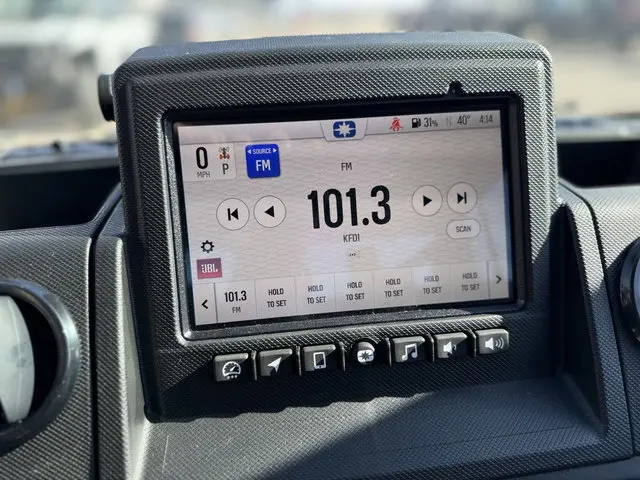 31% N 40° 4:14
0
MPH
P
SOURCE
FM
FM
101.3
KFDI
...
SCAN
JBL
101.3
FM
HOLD
TO SET
HOLD
TO SET
HOLD
TO SET
HOLD
TO SET
HOLD
TO SET
HOLD
TO SET